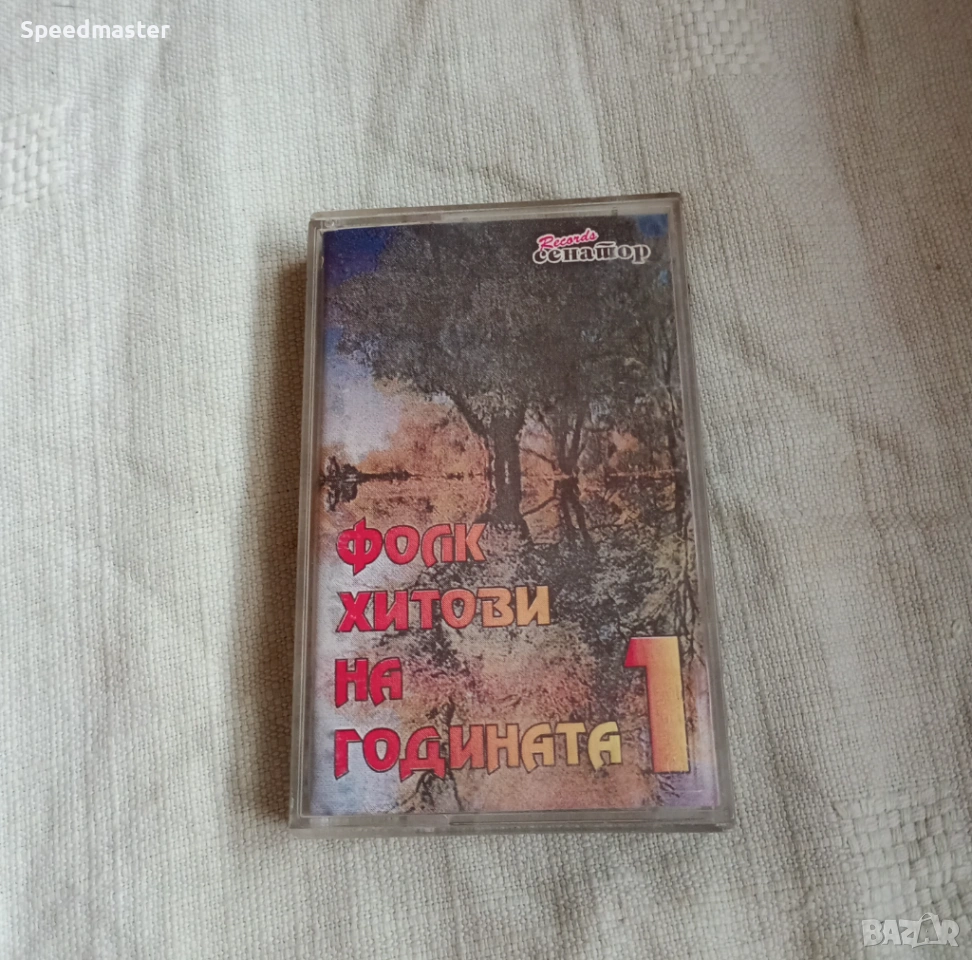 Speedmaster
Records
сенатор
ФОЛК
ХИТОВИ
НА
ГОДИНАТА 1
BAZAR